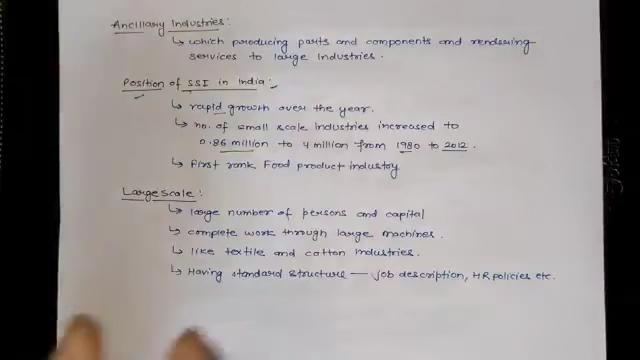 Ancillary Industries:
↳ which producing parts and components and rendering
services to large industries.
Position of SSI in India:
↳ rapid growth over the year.
↳ no. of small scale industries increased to
0.86 million to 4 million from 1980 to 2012.
↳ First rank Food product industry
Large scale:
↳ large number of persons and capital
↳ complete work through large machines.
↳ like textile and cotton industries.
↳ Having standard structure — job description, HR policies etc.